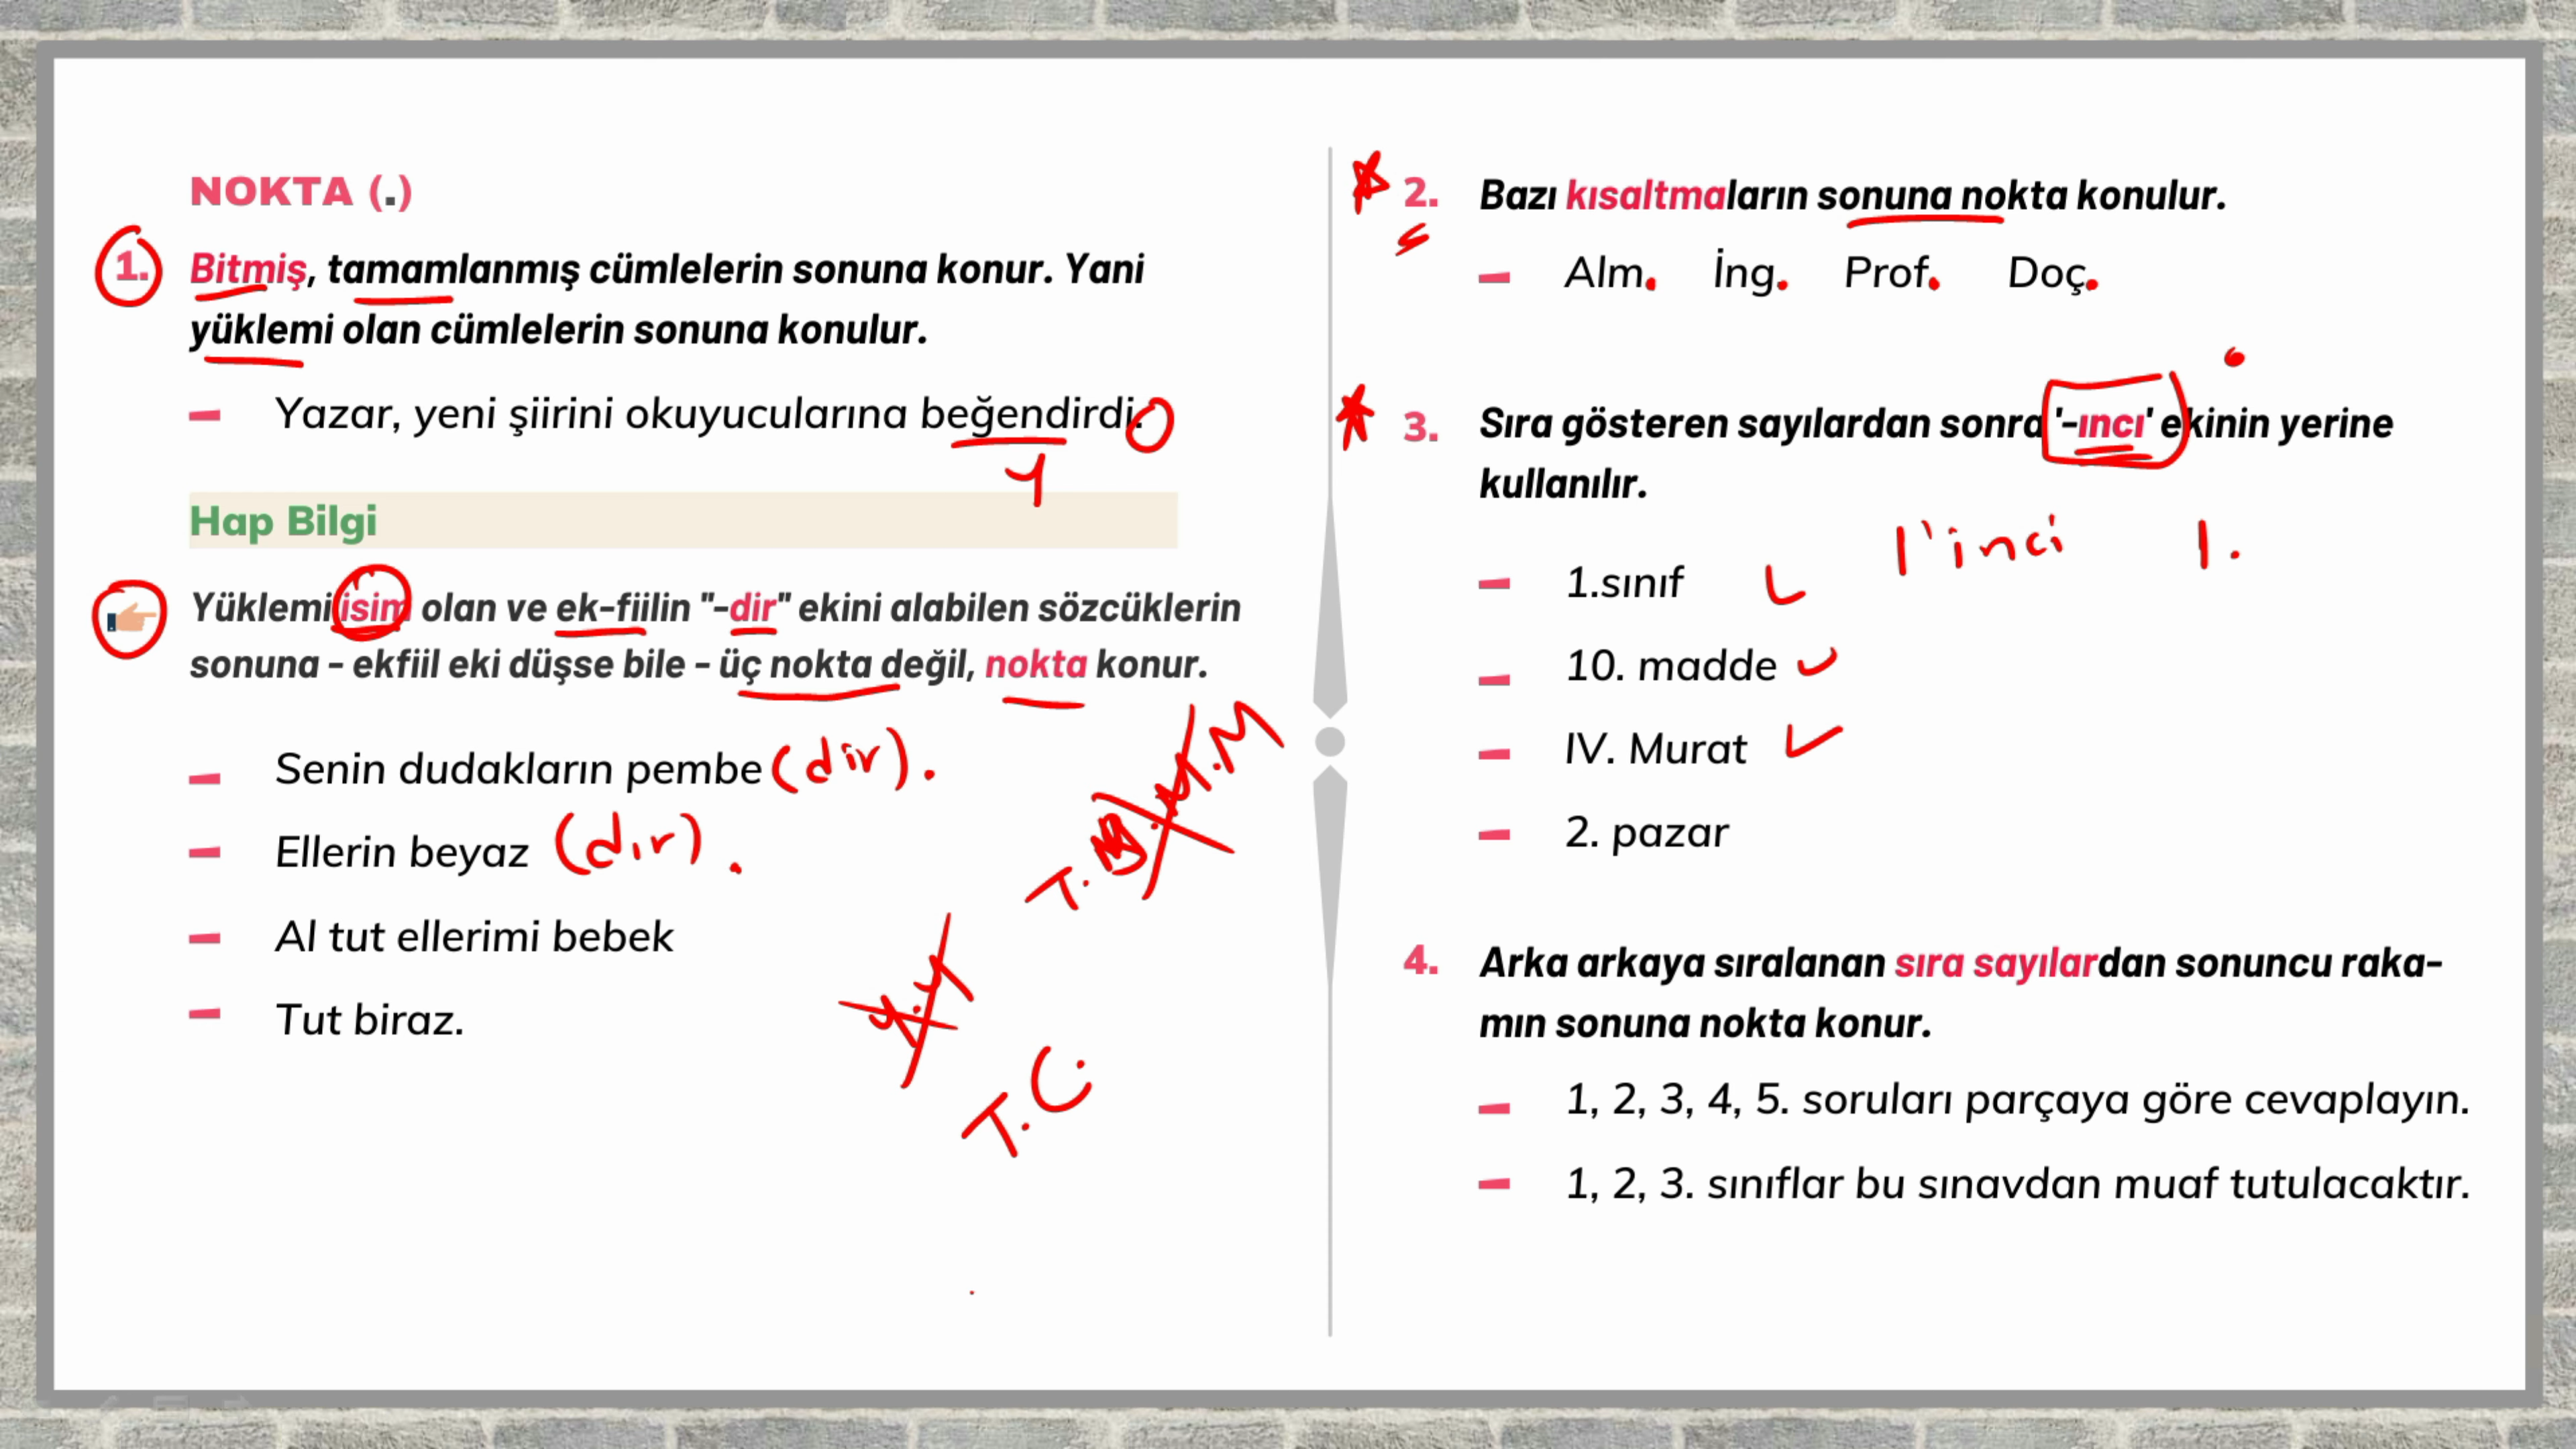 NOKTA (.)
1. Bitmiş, tamamlanmış cümlelerin sonuna konur. Yani
yüklemi olan cümlelerin sonuna konulur.
Yazar, yeni şiirini okuyucularına beğendirdi.
Y
Hap Bilgi
Yüklemi isim olan ve ek-fiilin "-dir" ekini alabilen sözcüklerin
sonuna - ekfiil eki düşse bile - üç nokta değil, nokta konur.
Senin dudakların pembe (dir).
Ellerin beyaz (dır).
Al tut ellerimi bebek
Tut biraz.
T.C.
2. Bazı kısaltmaların sonuna nokta konulur.
Alm. İng. Prof. Doç.
3. Sıra gösteren sayılardan sonra '-ıncı' ekinin yerine
kullanılır.
1'inci 1.
1.sınıf
10. madde
IV. Murat
2. pazar
4. Arka arkaya sıralanan sıra sayılardan sonuncu raka-
mın sonuna nokta konur.
1, 2, 3, 4, 5. soruları parçaya göre cevaplayın.
1, 2, 3. sınıflar bu sınavdan muaf tutulacaktır.